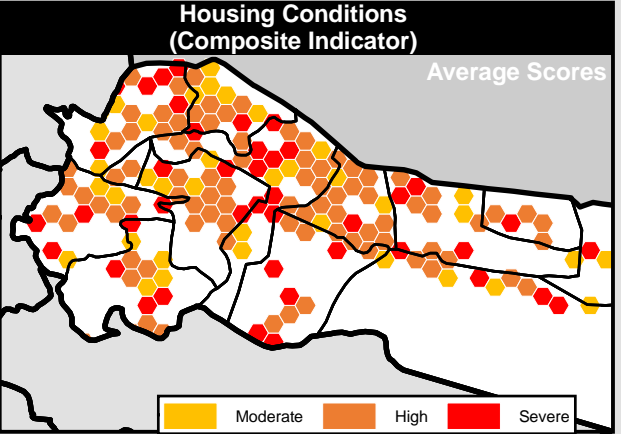 Housing Conditions
(Composite Indicator)
Average Scores
Moderate High Severe